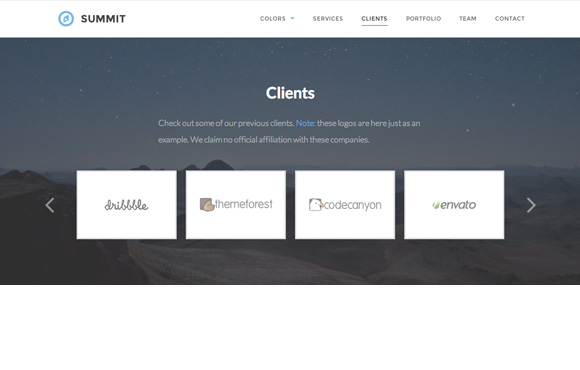 SUMMIT
COLORS SERVICES CLIENTS PORTFOLIO TEAM CONTACT
Clients
Check out some of our previous clients. Note: these logos are here just as an
example. We claim no official affiliation with these companies.
dribbble themeforest codecanyon envato